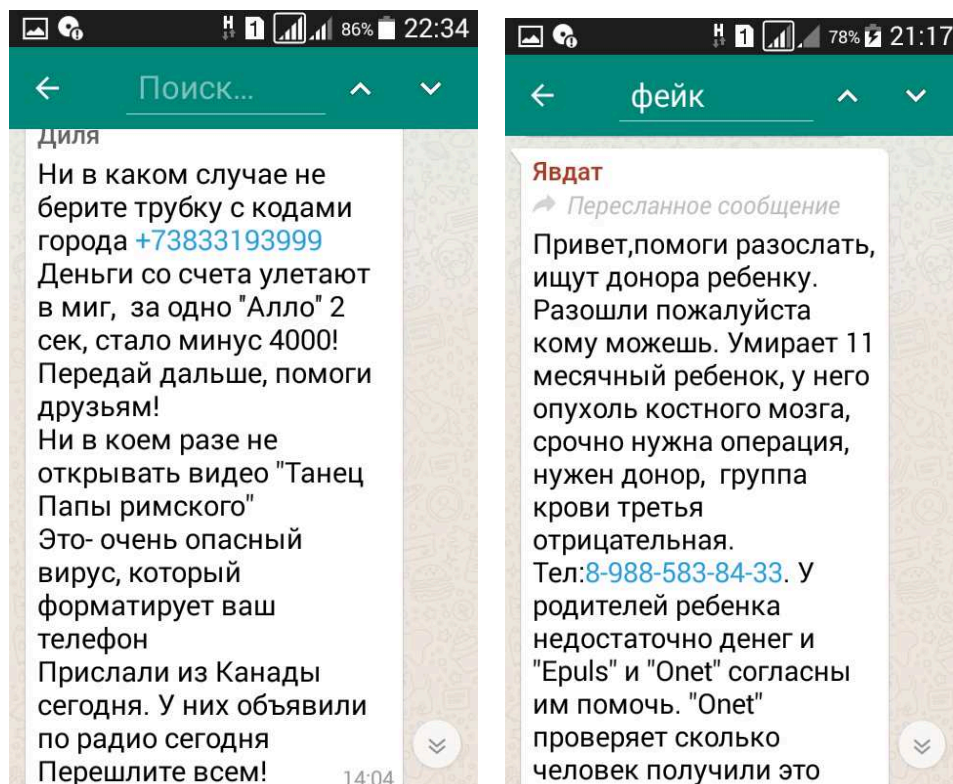 86% 22:34
Поиск...
Диля
Ни в каком случае не
берите трубку с кодами
города +73833193999
Деньги со счета улетают
в миг, за одно "Алло" 2
сек, стало минус 4000!
Передай дальше, помоги
друзьям!
Ни в коем разе не
открывать видео "Танец
Папы римского"
Это- очень опасный
вирус, который
форматирует ваш
телефон
Прислали из Канады
сегодня. У них объявили
по радио сегодня
Перешлите всем!
14:04
H 1 78% 21:17
фейк
Явдат
Пересланное сообщение
Привет,помоги разослать,
ищут донора ребенку.
Разошли пожалуйста
кому можешь. Умирает 11
месячный ребенок, у него
опухоль костного мозга,
срочно нужна операция,
нужен донор, группа
крови третья
отрицательная.
Тел:8-988-583-84-33. У
родителей ребенка
недостаточно денег и
"Epuls" и "Onet" согласны
им помочь. "Onet"
проверяет сколько
человек получили это